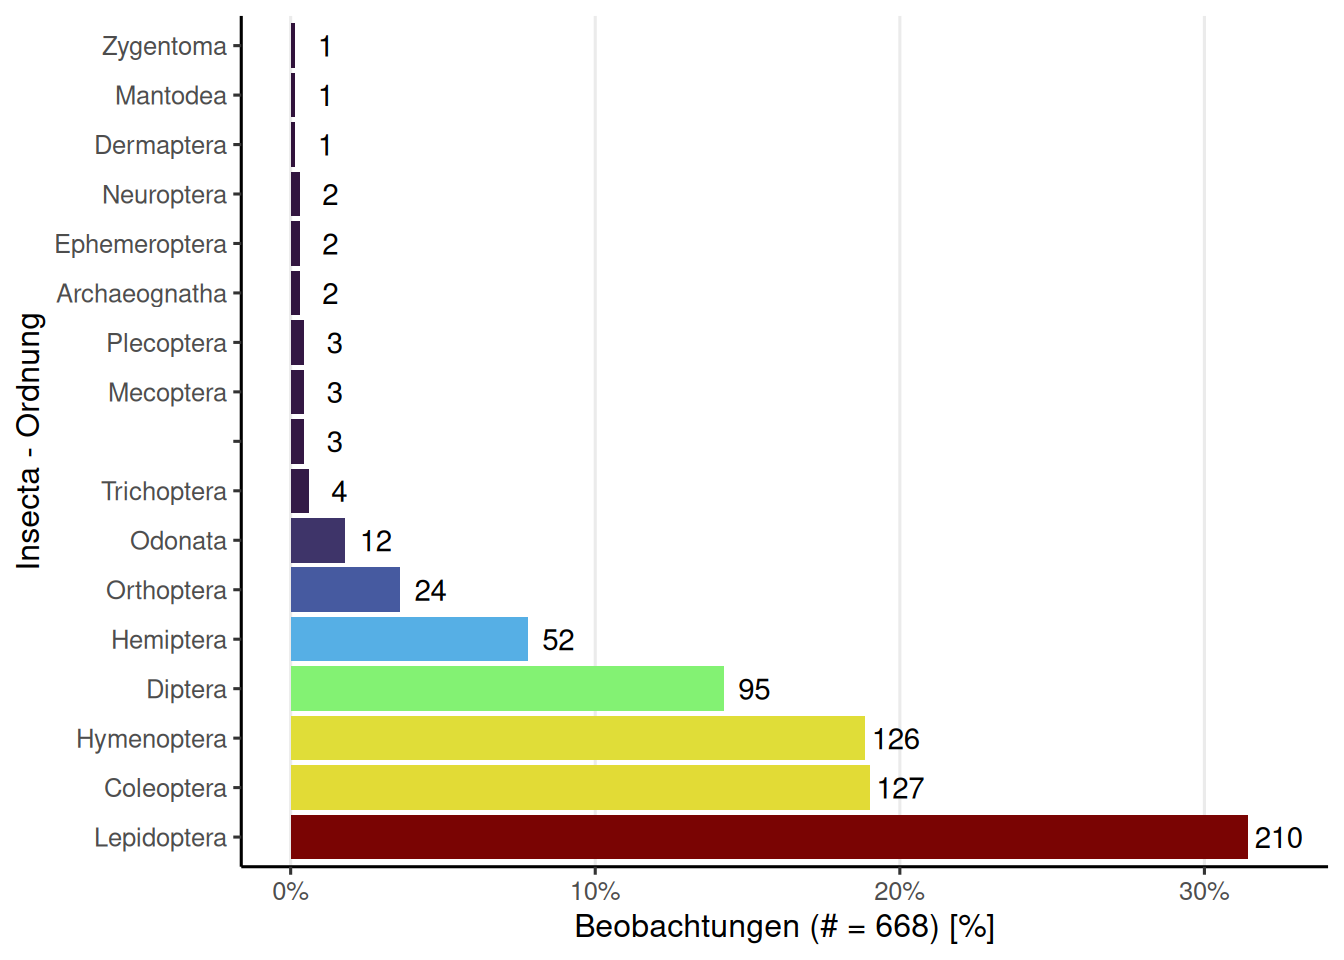 Zygentoma 1
Mantodea 1
Dermaptera 1
Neuroptera 2
Ephemeroptera 2
Archaeognatha 2
Plecoptera 3
Mecoptera 3
3
Trichoptera 4
Odonata 12
Orthoptera 24
Hemiptera 52
Diptera 95
Hymenoptera 126
Coleoptera 127
Lepidoptera 210
Insecta - Ordnung
0% 10% 20% 30%
Beobachtungen (# = 668) [%]